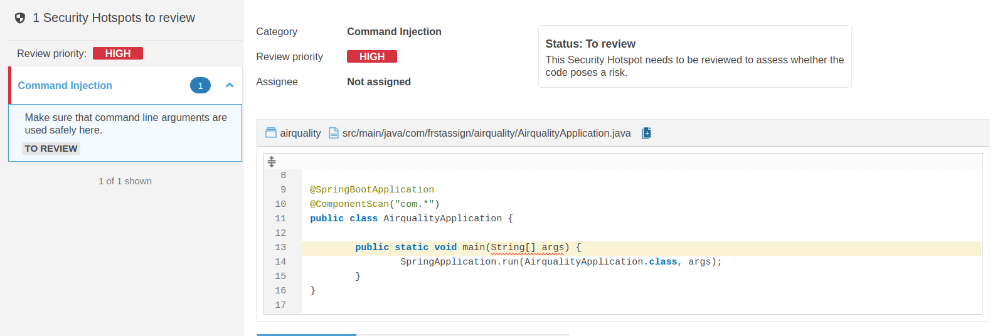 1 Security Hotspots to review
Review priority: HIGH
Command Injection 1
Make sure that command line arguments are
used safely here.
TO REVIEW
1 of 1 shown
Category Command Injection
Review priority HIGH
Assignee Not assigned
Status: To review
This Security Hotspot needs to be reviewed to assess whether the
code poses a risk.
airquality src/main/java/com/frstassign/airquality/AirqualityApplication.java
8
9 @SpringBootApplication
10 @ComponentScan("com.*")
11 public class AirqualityApplication {
12
13 public static void main(String[] args) {
14 SpringApplication.run(AirqualityApplication.class, args);
15 }
16 }
17